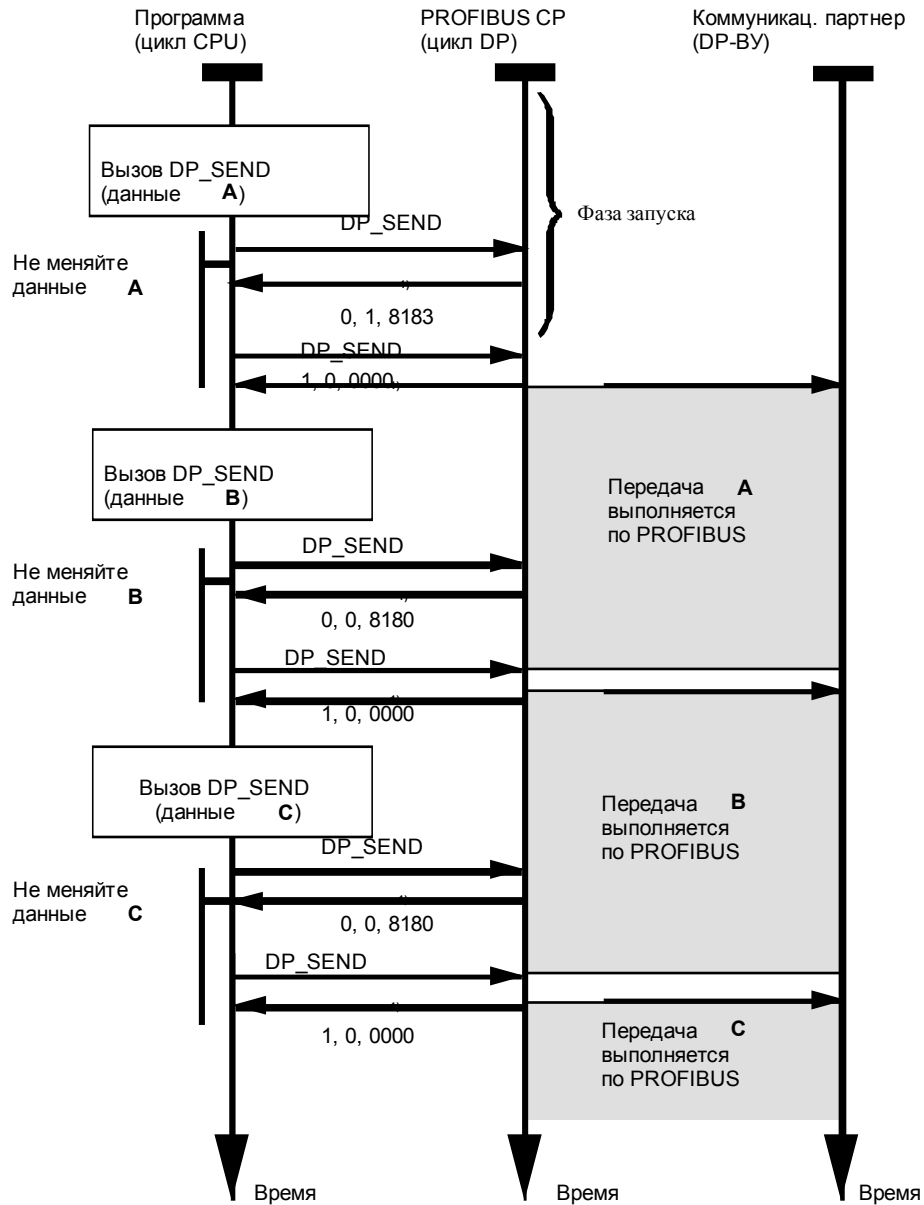 Программа
(цикл CPU)
PROFIBUS CP
(цикл DP)
Коммуникац. партнер
(DP-ВУ)
Вызов DP_SEND
(данные A)
DP_SEND
Фаза запуска
Не меняйте
данные A
0, 1, 8183
DP_SEND
1, 0, 0000,
Вызов DP_SEND
(данные B)
Передача A
выполняется
по PROFIBUS
DP_SEND
Не меняйте
данные B
0, 0, 8180
DP_SEND
1, 0, 0000
Вызов DP_SEND
(данные C)
Передача B
выполняется
по PROFIBUS
DP_SEND
Не меняйте
данные C
0, 0, 8180
DP_SEND
1, 0, 0000
Передача C
выполняется
по PROFIBUS
Время
Время
Время